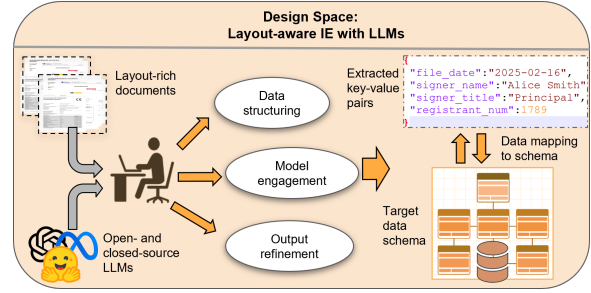 Design Space:
Layout-aware IE with LLMs
Layout-rich
documents
Open- and
closed-source
LLMs
Data
structuring
Model
engagement
Output
refinement
Extracted
key-value
pairs
{
"file_date":"2025-02-16",
"signer_name":"Alice Smith"
"signer_title":"Principal",
"registrant_num":1789
}
Data mapping
to schema
Target
data
schema